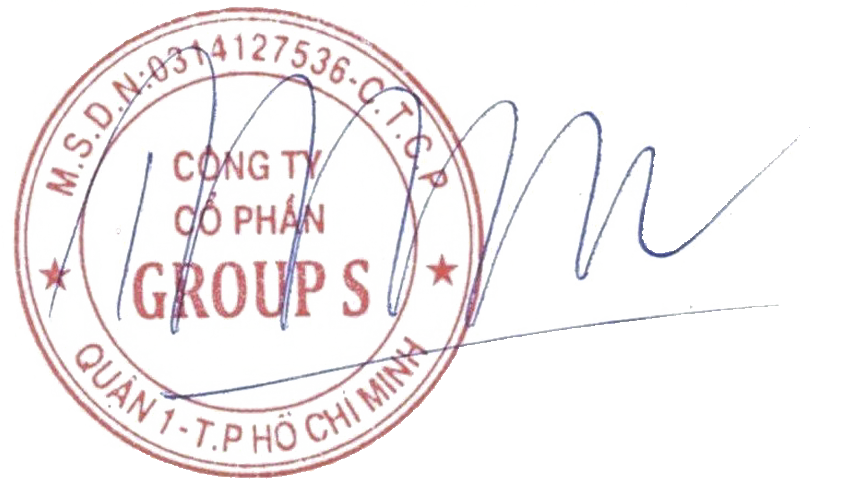 M.S.D.N:0314127536-C.T.C.P
CÔNG TY
CỔ PHẦN
GROUP S
QUẬN 1-T.P HỒ CHÍ MINH